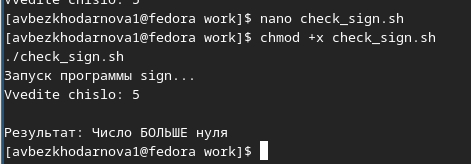 Vvedite chislo: 5
[avbezkhodarnova1@fedora work]$ nano check_sign.sh
[avbezkhodarnova1@fedora work]$ chmod +x check_sign.sh
./check_sign.sh
Запуск программы sign...
Vvedite chislo: 5
Результат: Число БОЛЬШЕ нуля
[avbezkhodarnova1@fedora work]$